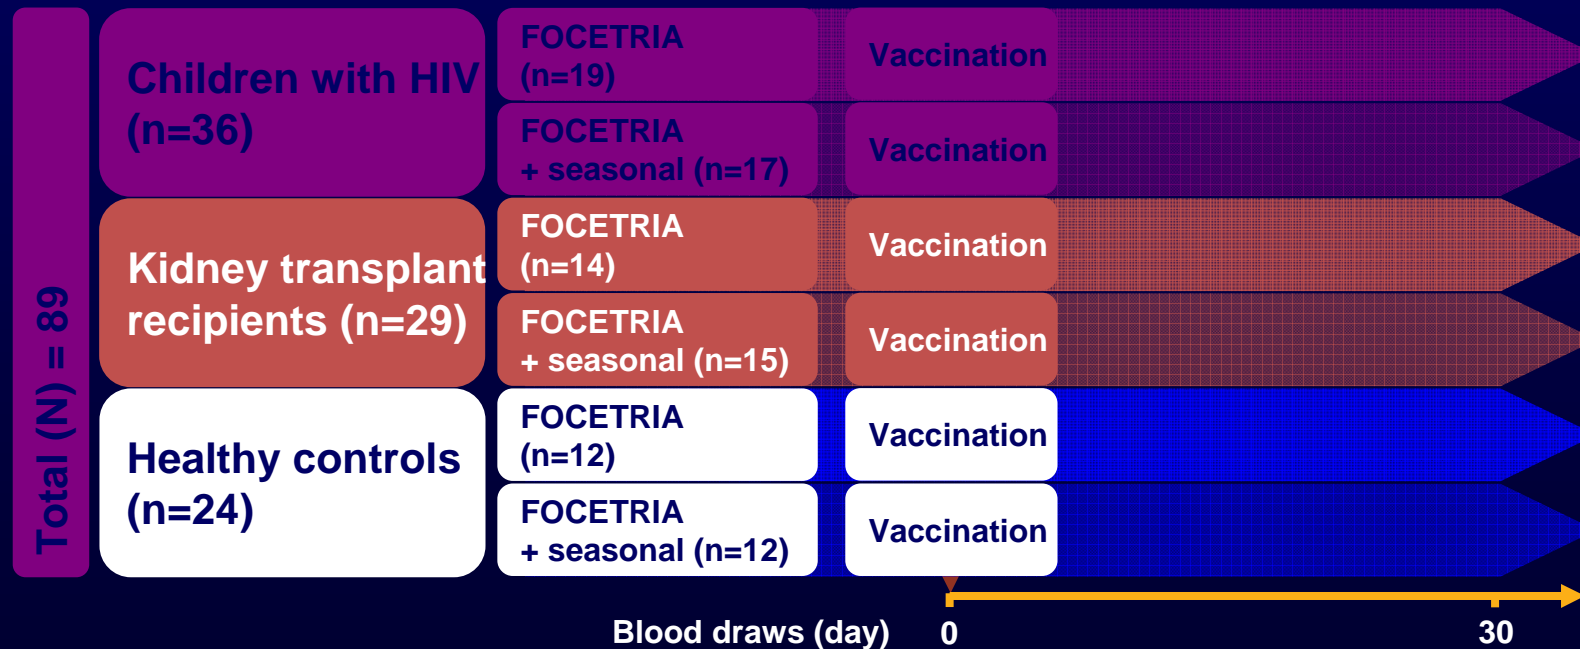 Total (N) = 89
Children with HIV
(n=36)
FOCETRIA
(n=19)
Vaccination
FOCETRIA
+ seasonal (n=17)
Vaccination
Kidney transplant
recipients (n=29)
FOCETRIA
(n=14)
Vaccination
FOCETRIA
+ seasonal (n=15)
Vaccination
Healthy controls
(n=24)
FOCETRIA
(n=12)
Vaccination
FOCETRIA
+ seasonal (n=12)
Vaccination
Blood draws (day) 0 30